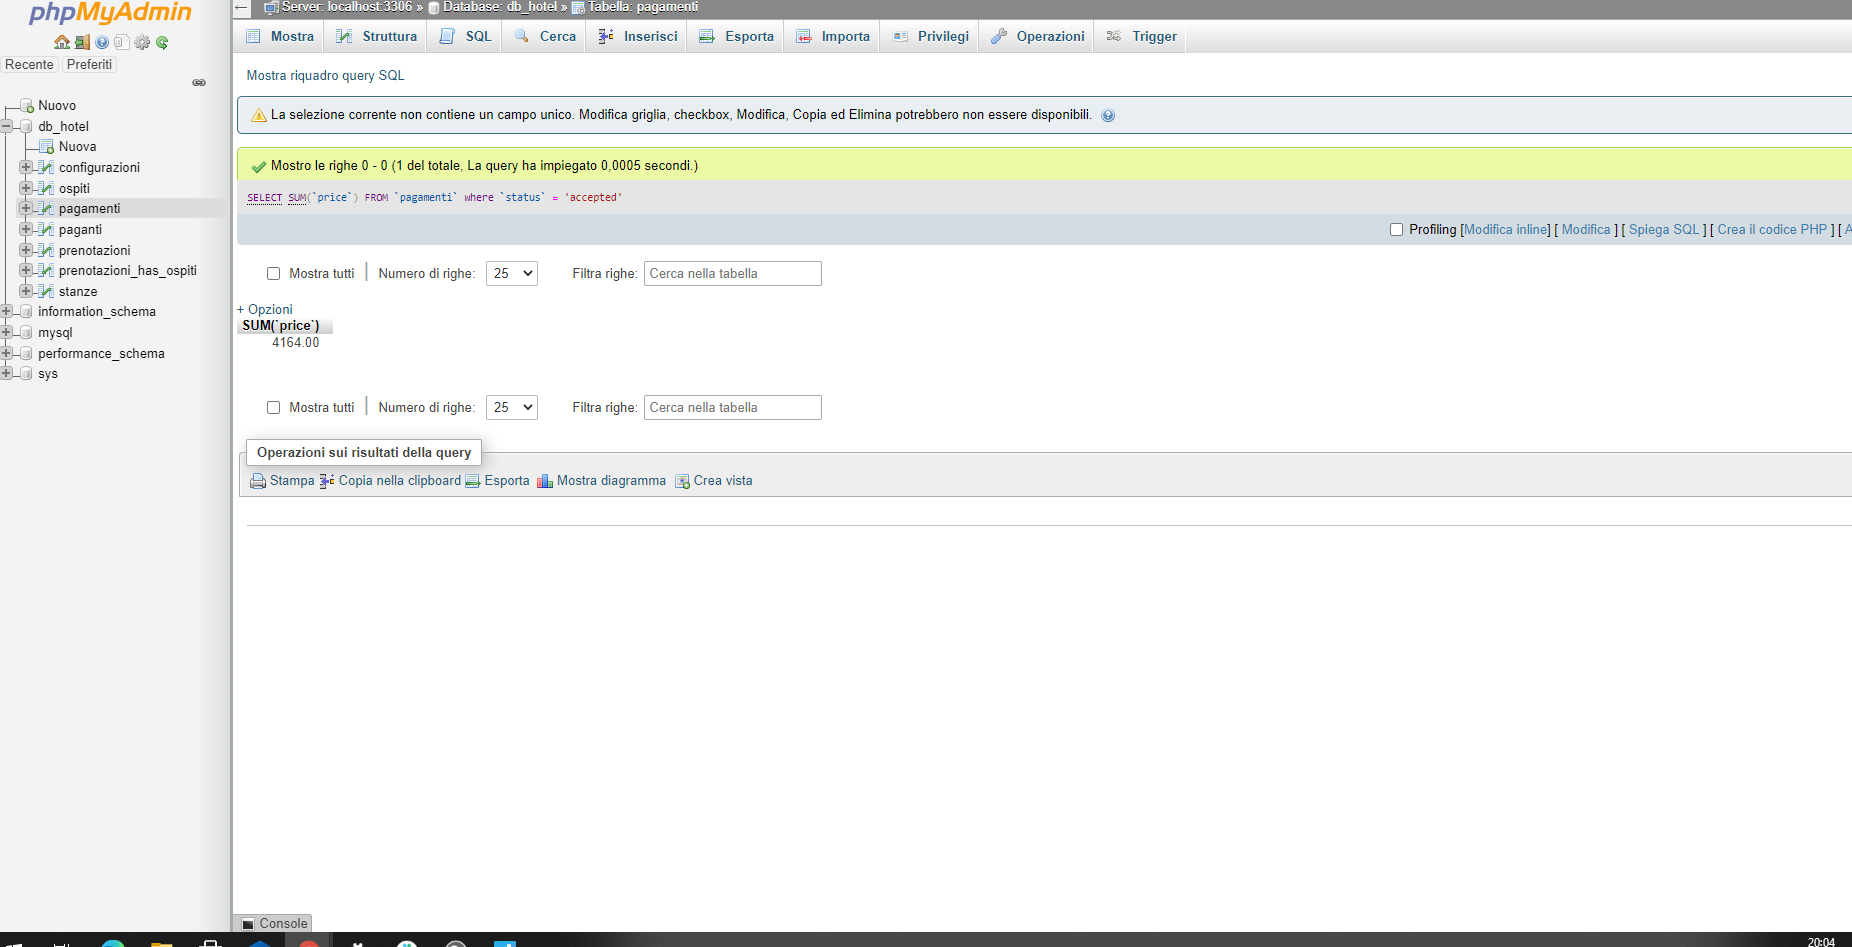 phpMyAdmin
Recente Preferiti
Nuovo
db_hotel
Nuova
configurazioni
ospiti
pagamenti
paganti
prenotazioni
prenotazioni_has_ospiti
stanze
information_schema
mysql
performance_schema
sys
Server: localhost:3306 » Database: db_hotel » Tabella: pagamenti
Mostra Struttura SQL Cerca Inserisci Esporta Importa Privilegi Operazioni Trigger
Mostra riquadro query SQL
La selezione corrente non contiene un campo unico. Modifica griglia, checkbox, Modifica, Copia ed Elimina potrebbero non essere disponibili.
Mostro le righe 0 - 0 (1 del totale, La query ha impiegato 0,0005 secondi.)
SELECT SUM(`price`) FROM `pagamenti` where `status` = 'accepted'
Profiling [Modifica inline] [ Modifica ] [ Spiega SQL ] [ Crea il codice PHP ] [ A
Mostra tutti | Numero di righe: 25 Filtra righe: Cerca nella tabella
+ Opzioni
SUM(`price`)
4164.00
Mostra tutti | Numero di righe: 25 Filtra righe: Cerca nella tabella
Operazioni sui risultati della query
Stampa Copia nella clipboard Esporta Mostra diagramma Crea vista
Console
20:04